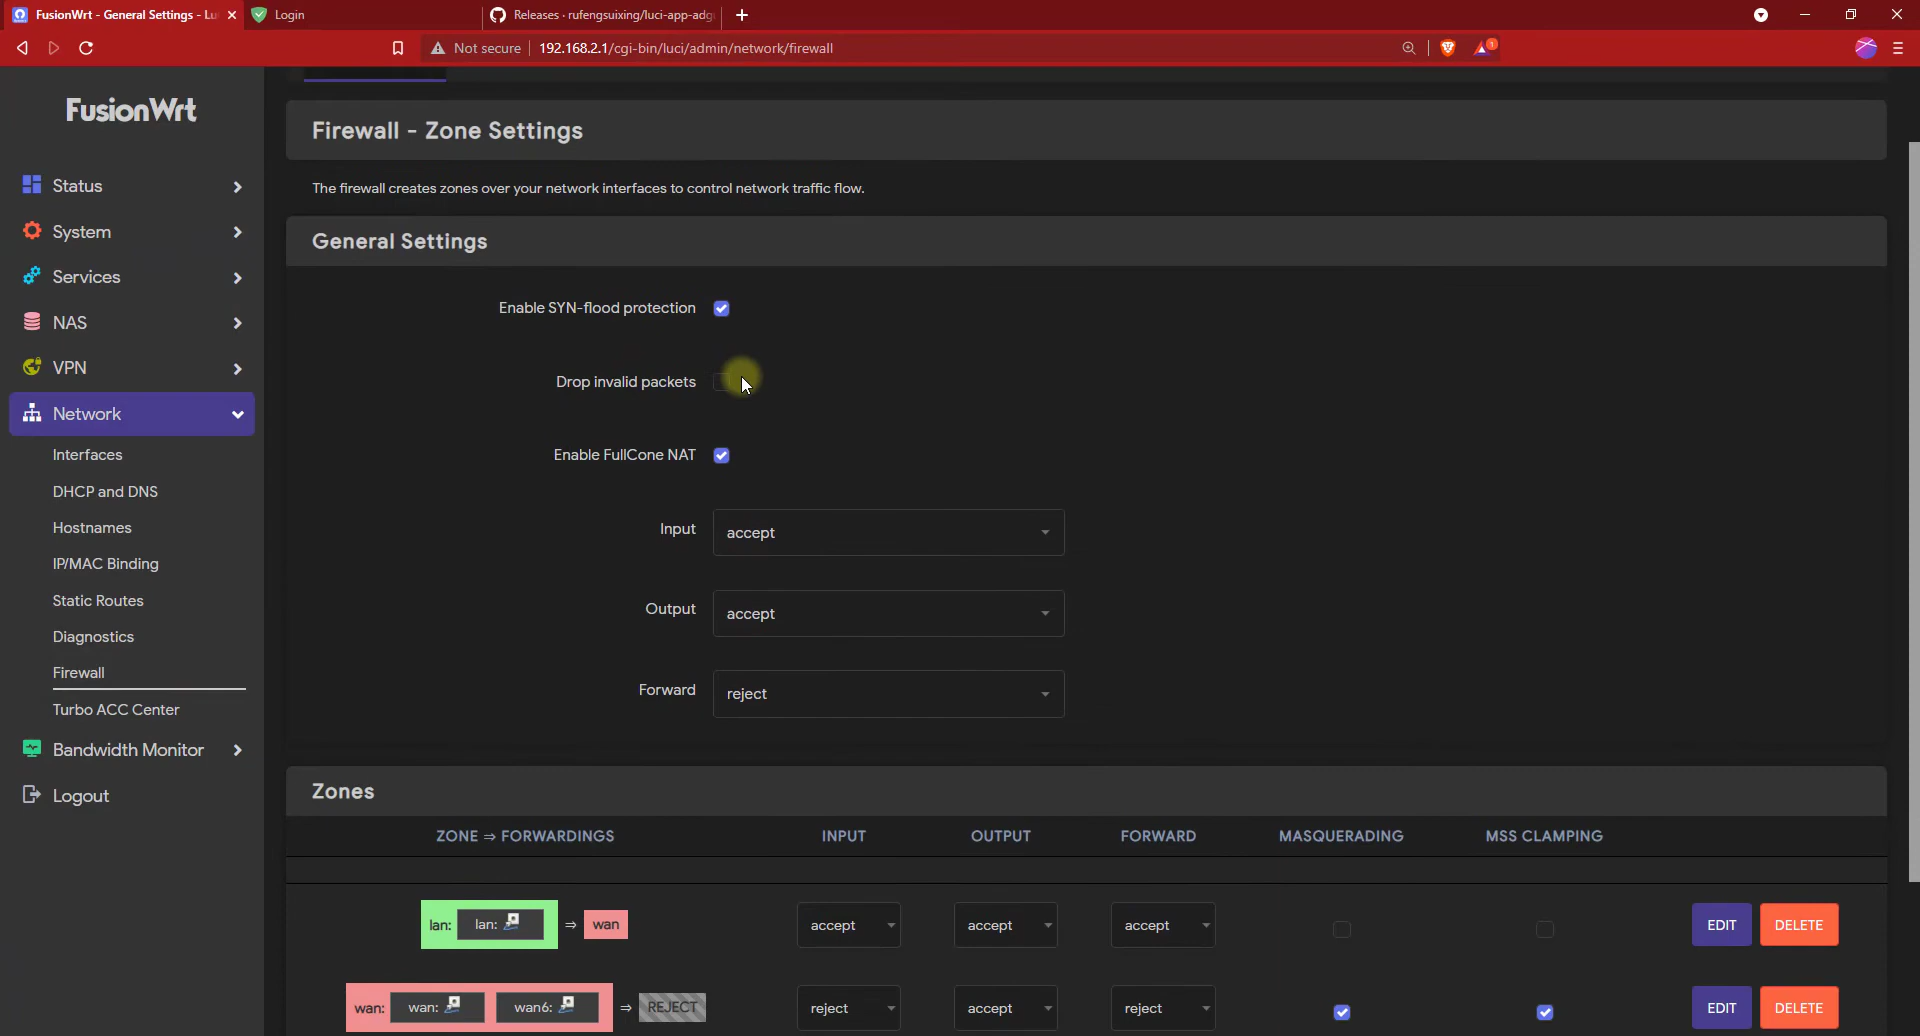 FusionWrt - General Settings - Lu
Login
Releases · rufengsuixing/luci-app-adg
Not secure
192.168.2.1/cgi-bin/luci/admin/network/firewall
1
FusionWrt
Status
System
Services
NAS
VPN
Network
Interfaces
DHCP and DNS
Hostnames
IP/MAC Binding
Static Routes
Diagnostics
Firewall
Turbo ACC Center
Bandwidth Monitor
Logout
Firewall - Zone Settings
The firewall creates zones over your network interfaces to control network traffic flow.
General Settings
Enable SYN-flood protection
Drop invalid packets
Enable FullCone NAT
Input accept
Output accept
Forward reject
Zones
ZONE ⇒ FORWARDINGS INPUT OUTPUT FORWARD MASQUERADING MSS CLAMPING
lan: lan: ⇒ wan accept accept accept EDIT DELETE
wan: wan: wan6: ⇒ REJECT reject accept reject EDIT DELETE